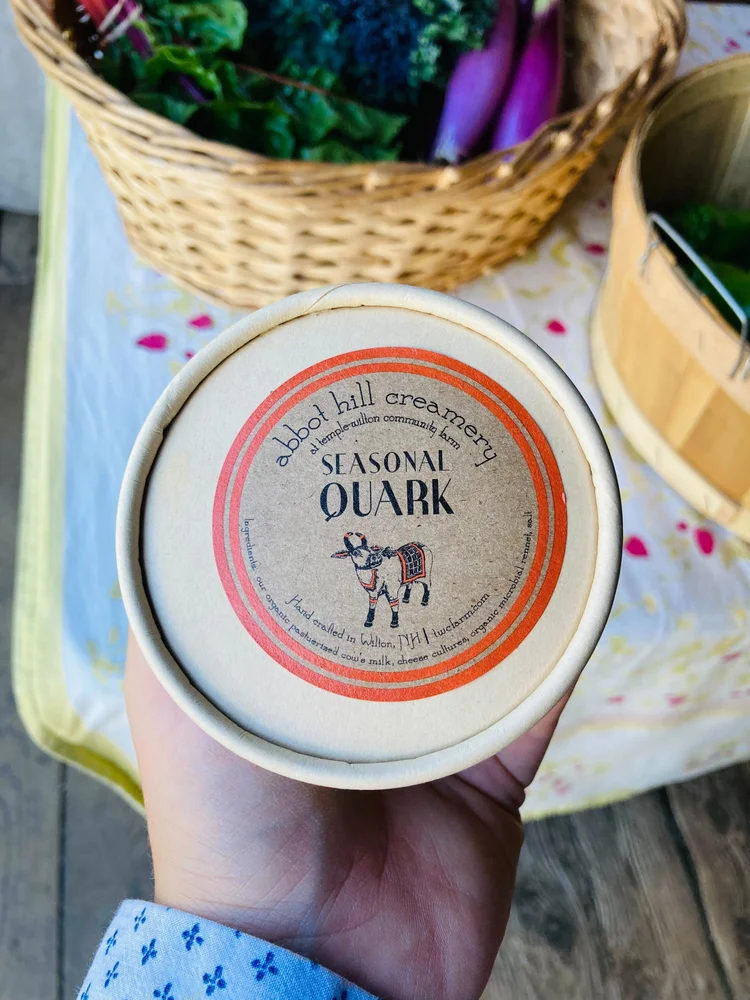 abbot hill creamery
at temple-wilton community farm
SEASONAL
QUARK
Hand crafted in Wilton, NH | twcfarm.com
Ingredients: our organic pasteurized cow's milk, cheese cultures, organic microbial rennet, salt